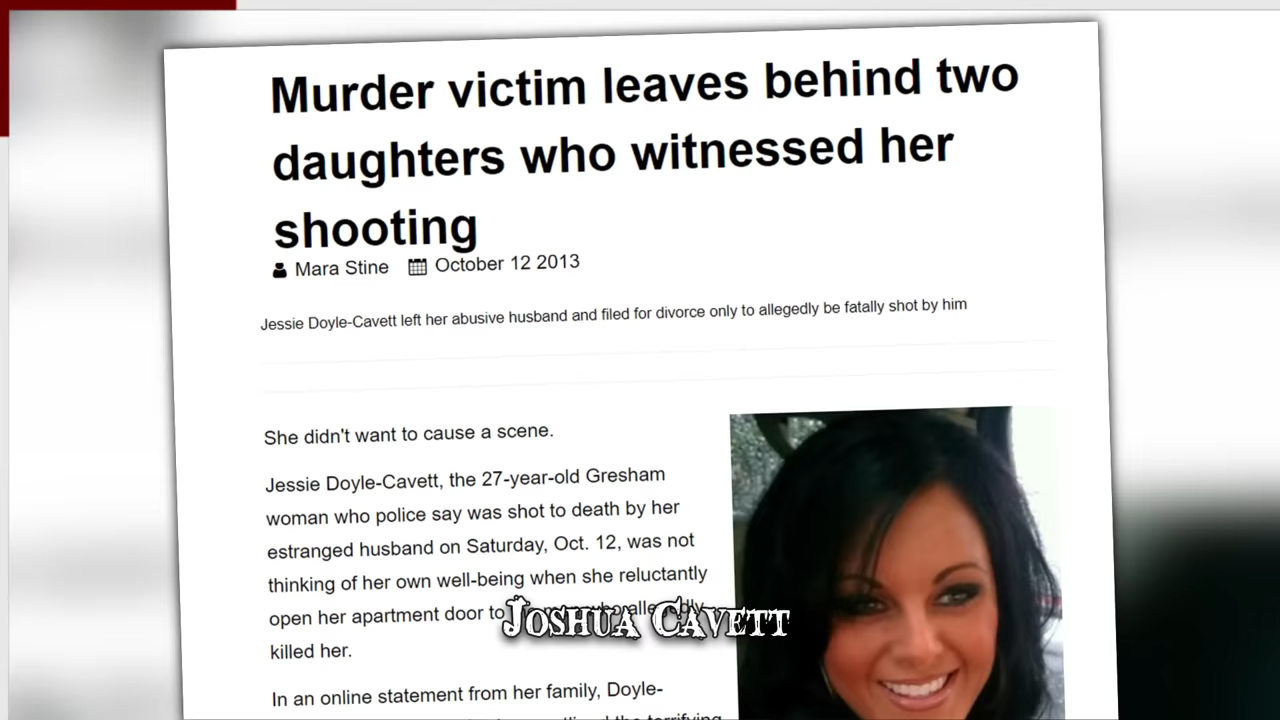 Murder victim leaves behind two
daughters who witnessed her
shooting
Mara Stine October 12 2013
Jessie Doyle-Cavett left her abusive husband and filed for divorce only to allegedly be fatally shot by him
She didn't want to cause a scene.
Jessie Doyle-Cavett, the 27-year-old Gresham
woman who police say was shot to death by her
estranged husband on Saturday, Oct. 12, was not
thinking of her own well-being when she reluctantly
open her apartment door to
killed her.
In an online statement from her family, Doyle-
Joshua Cavett